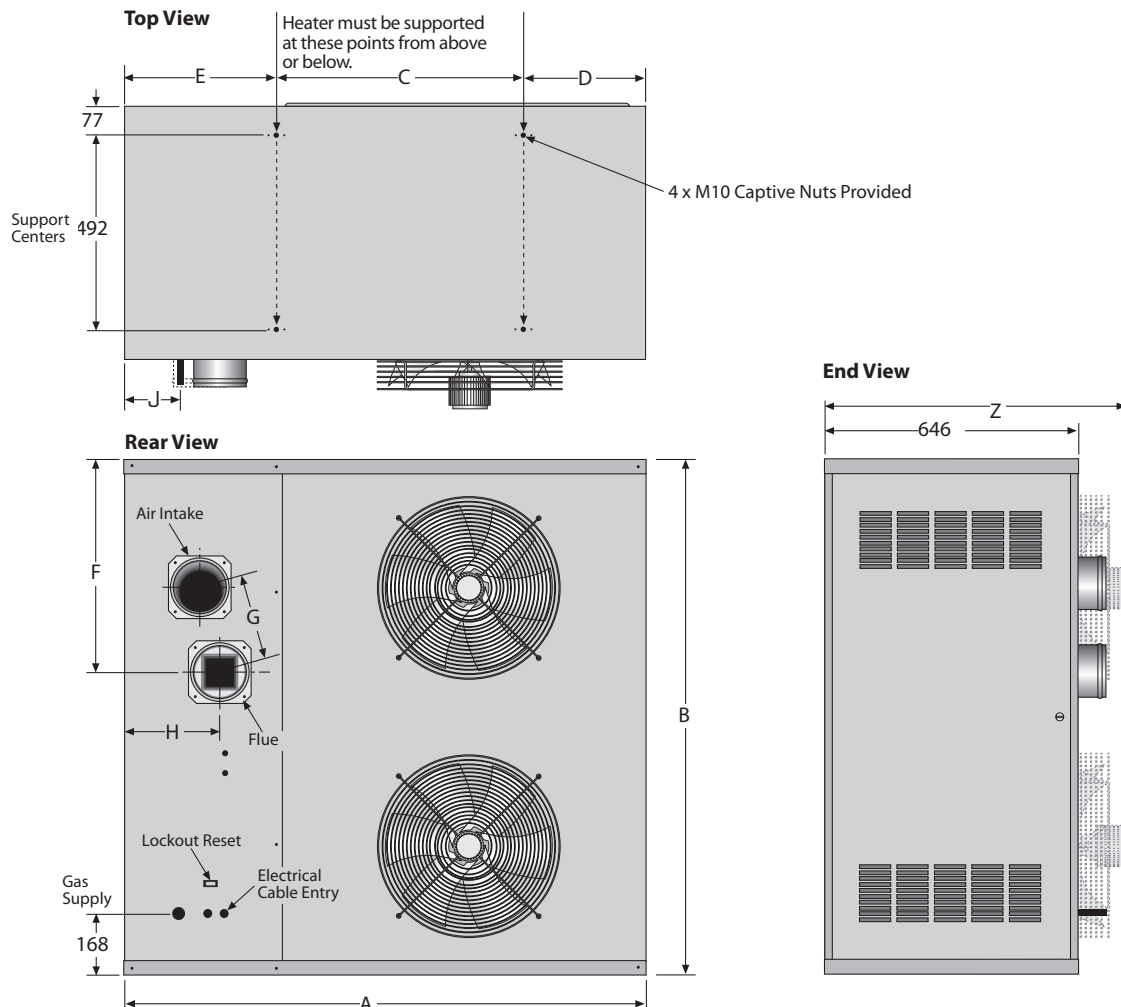 Top View
Heater must be supported
at these points from above
or below.
E
C
D
77
4 x M10 Captive Nuts Provided
Support
Centers
492
J
End View
Z
646
Rear View
Air Intake
F
G
B
H
Flue
Lockout Reset
Electrical
Cable Entry
Gas
Supply
168
A